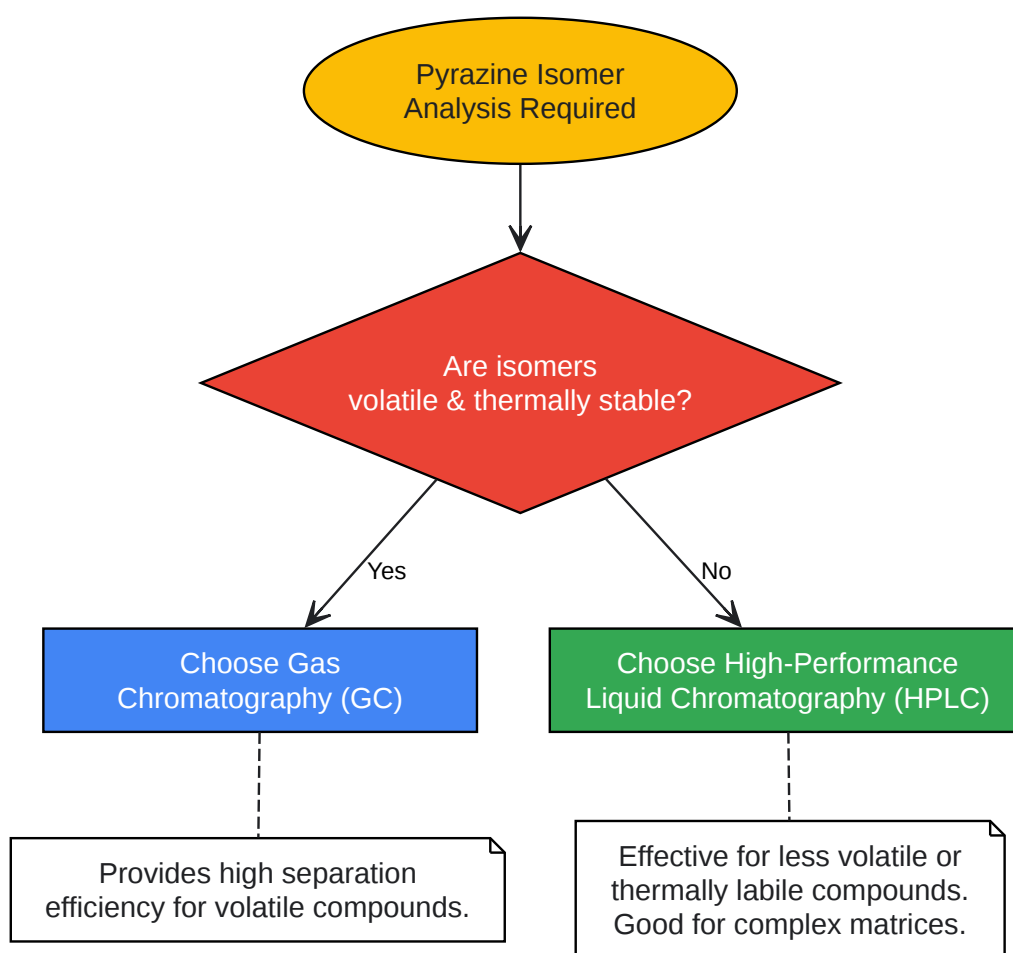 Pyrazine Isomer
Analysis Required
Are isomers
volatile & thermally stable?
Yes
No
Choose Gas
Chromatography (GC)
Choose High-Performance
Liquid Chromatography (HPLC)
Provides high separation
efficiency for volatile compounds.
Effective for less volatile or
thermally labile compounds.
Good for complex matrices.